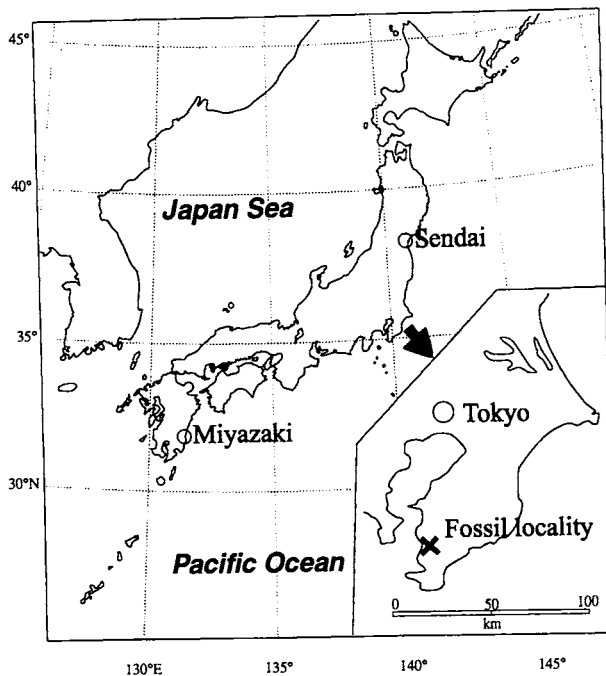 45°
40°
Japan Sea
Sendai
35°
Tokyo
Miyazaki
30°N
Fossil locality
Pacific Ocean
0 50 100
km
130°E 135° 140° 145°